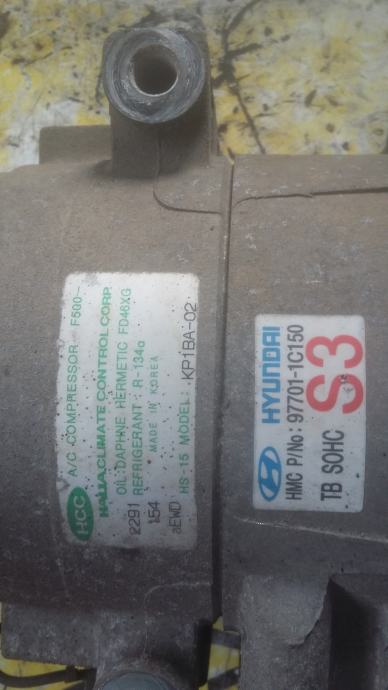 HCC A/C COMPRESSOR F500-
HALLA CLIMATE CONTROL CORP.
OIL:DAPHNE HERMETIC FD46XG
REFRIGERANT: R-134a
2291 MADE IN KOREA
154 HS-15 MODEL: KP1BA-02
aEWD
HYUNDAI
HMC P/No: 97701-1C150
TB SOHC S3